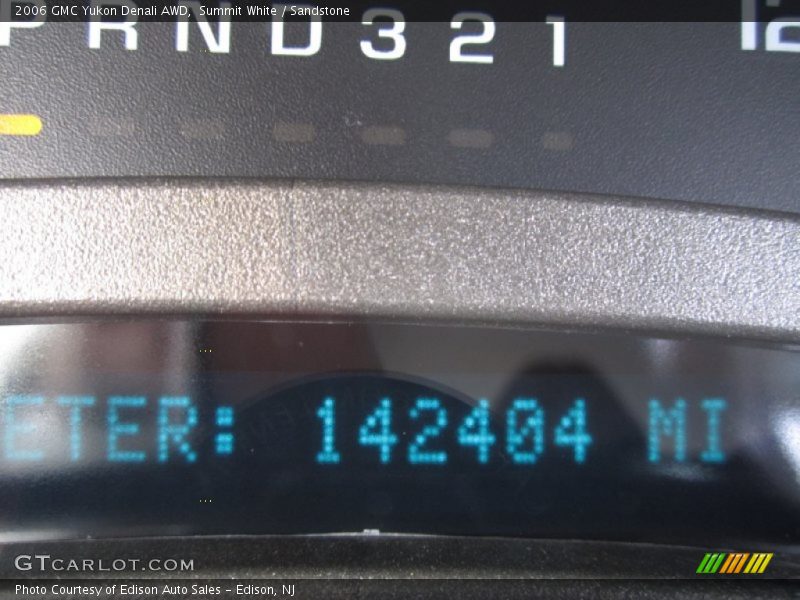 2006 GMC Yukon Denali AWD, Summit White / Sandstone
P R N D 3 2 1
ETER: 142404 MI
GTCARLOT.COM
Photo Courtesy of Edison Auto Sales – Edison, NJ